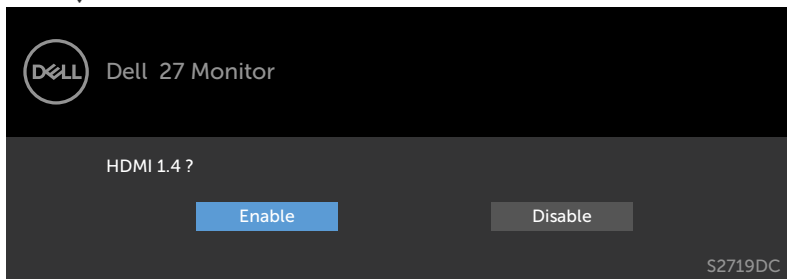 DELL
Dell 27 Monitor
HDMI 1.4 ?
Enable
Disable
S2719DC